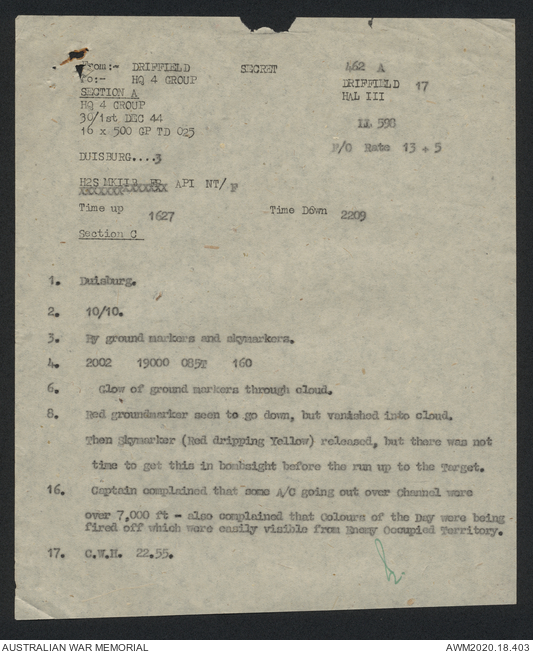 From:- DRIFFIELD SECRET 462 A
To:- HQ 4 GROUP DRIFFIELD 17
SECTION A HAL III
HQ 4 GROUP
30/1st DEC 44 LL 598
16 x 500 GP TD 025
P/O Rate 13 + 5
DUISBURG....3
H2S MKIIB FR API NT/F
Time up 1627 Time Down 2209
Section C
1. Duisburg.
2. 10/10.
3. By ground markers and skymarkers.
4. 2002 19000 085T 160
6. Glow of ground markers through cloud.
8. Red groundmarker seen to go down, but vanished into cloud.
Then Skymarker (Red dripping Yellow) released, but there was not
time to get this in bombsight before the run up to the Target.
16. Captain complained that some A/C going out over Channel were
over 7,000 ft - also complained that Colours of the Day were being
fired off which were easily visible from Enemy Occupied Territory.
17. C.W.H. 22.55.
AUSTRALIAN WAR MEMORIAL AWM2020.18.403